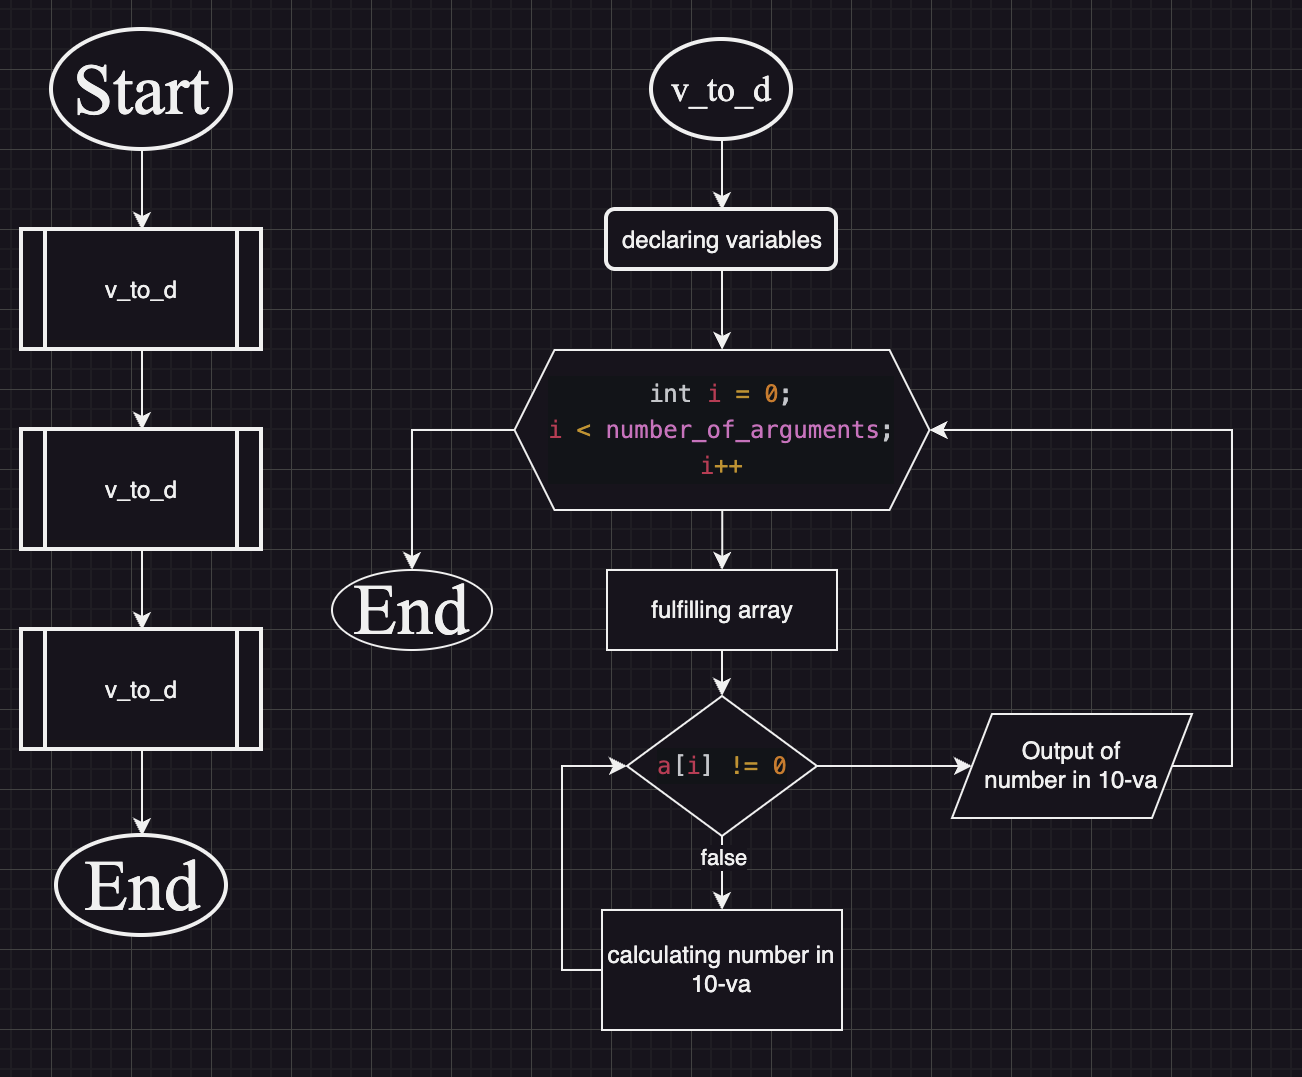 Start
v_to_d
v_to_d
v_to_d
End
v_to_d
declaring variables
int i = 0;
i < number_of_arguments;
i++
End
fulfilling array
a[i] != 0
Output of
number in 10-va
false
calculating number in
10-va